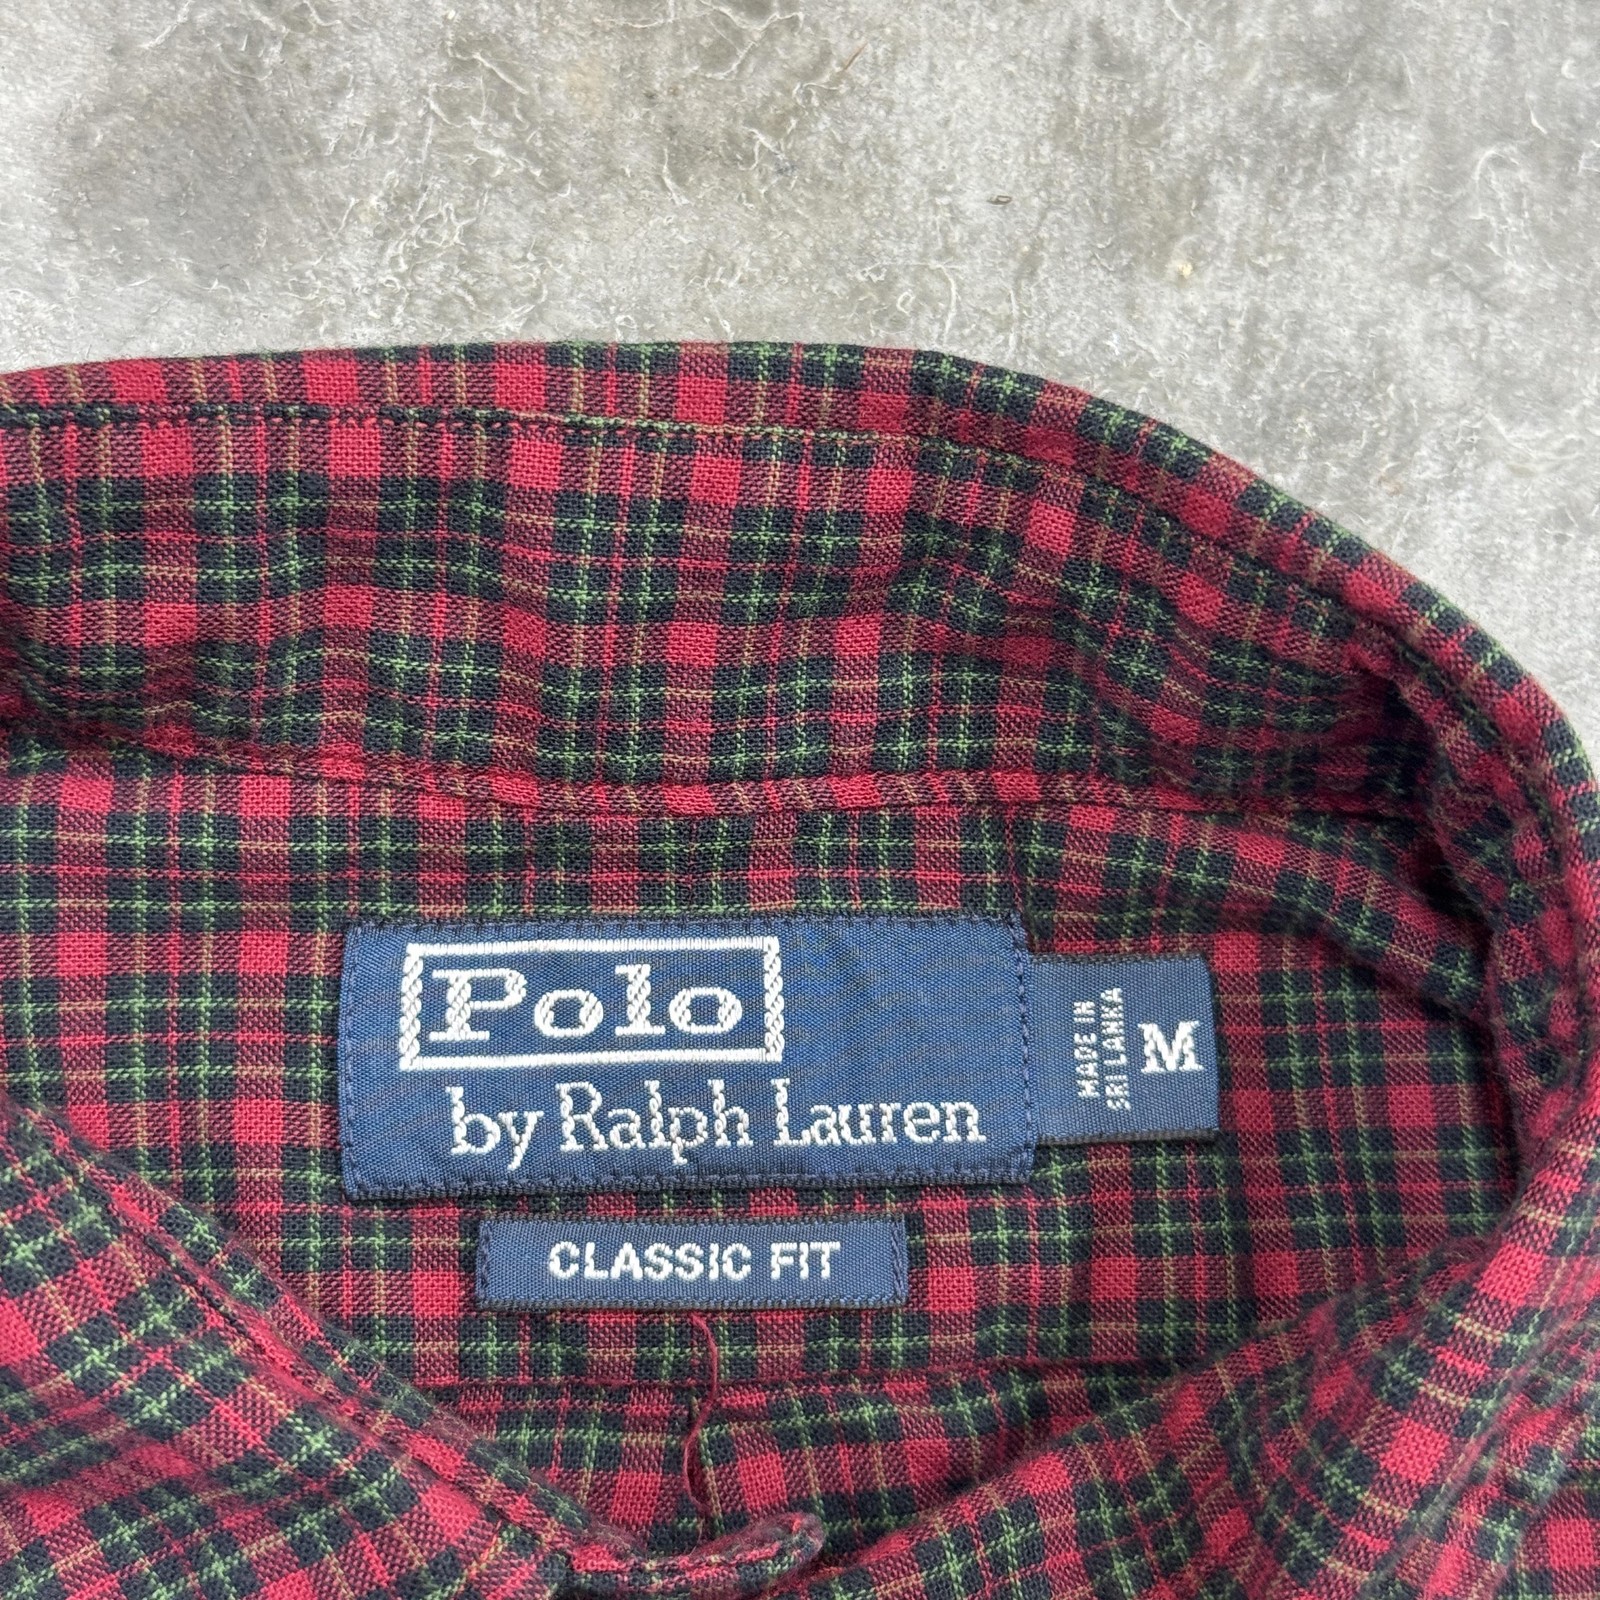 Polo
by Ralph Lauren
MADE IN
SRI LANKA
M
CLASSIC FIT